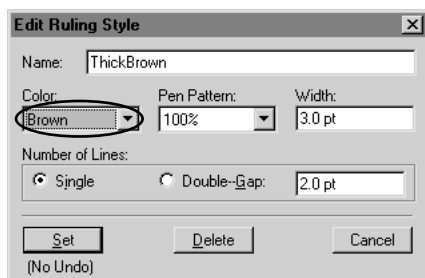 Edit Ruling Style
Name: ThickBrown
Color: Pen Pattern: Width:
Brown 100% 3.0 pt
Number of Lines:
Single Double--Gap: 2.0 pt
Set Delete Cancel
(No Undo)